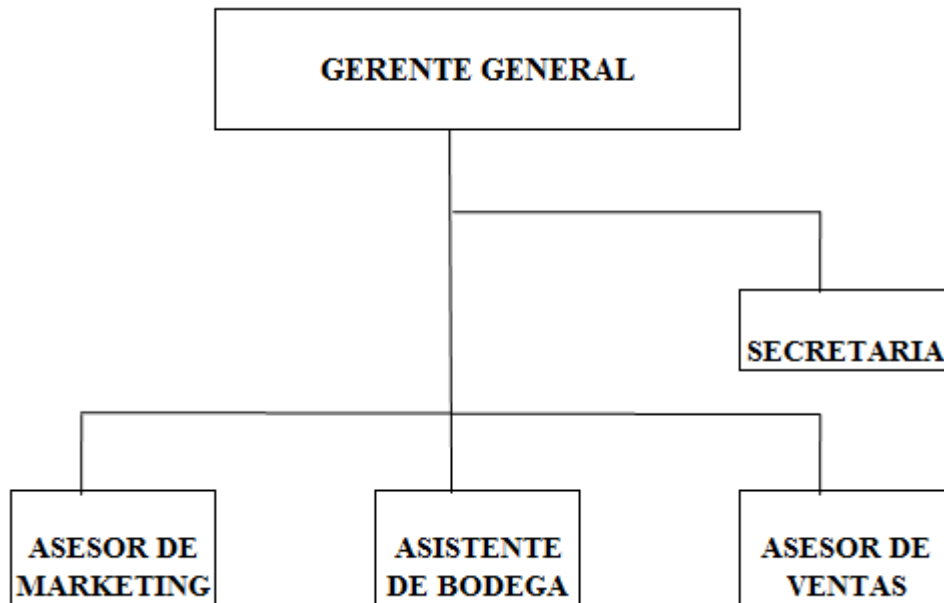 GERENTE GENERAL
SECRETARIA
ASESOR DE
MARKETING
ASISTENTE
DE BODEGA
ASESOR DE
VENTAS